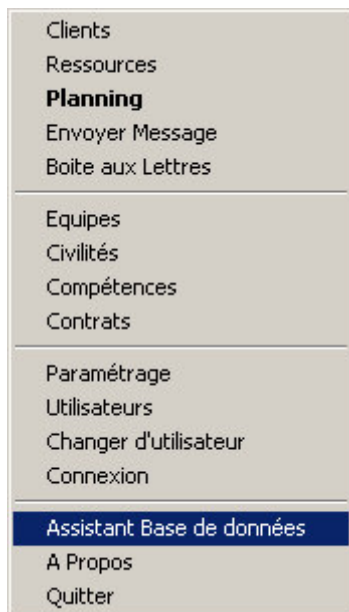 Clients
Ressources
Planning
Envoyer Message
Boite aux Lettres
Equipes
Civilités
Compétences
Contrats
Paramétrage
Utilisateurs
Changer d'utilisateur
Connexion
Assistant Base de données
A Propos
Quitter